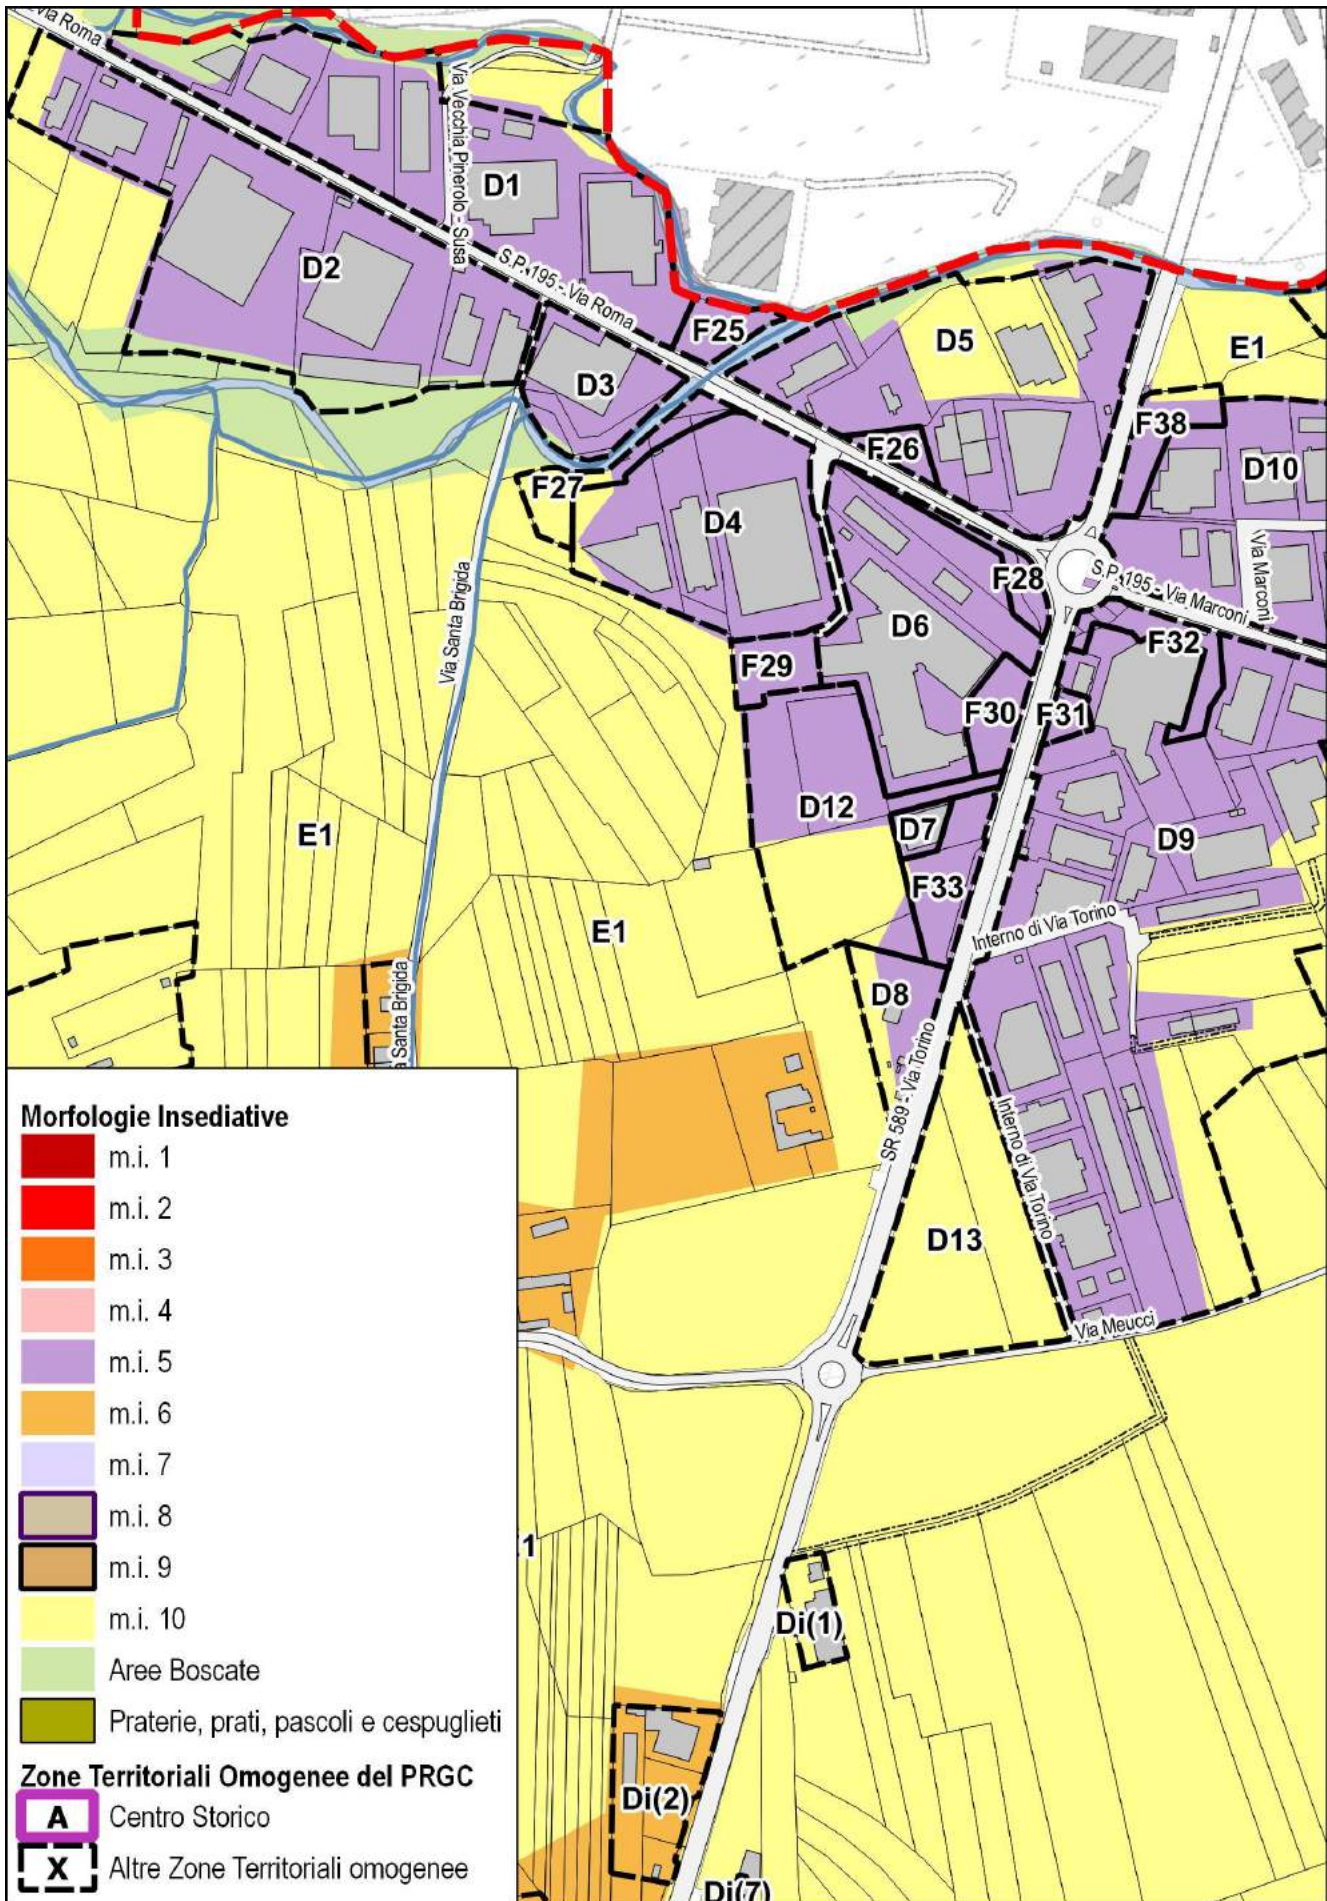 Via Roma
Via Vecchia Pinerolo - Susa
D1
D2
S.P. 195 - Via Roma
F25
D5
E1
D3
F38
F26
D10
F27
D4
Via Marconi
F28
S.P. 195 - Via Marconi
Via Santa Brigida
D6
F32
F29
F30
F31
D12
D7
D9
E1
F33
E1
Interno di Via Torino
Santa Brigida
D8
SR 589 - Via Torino
Interno di Via Torino
D13
Via Meucci
Di(1)
Di(2)
Di(7)
Morfologie Insediative
m.i. 1
m.i. 2
m.i. 3
m.i. 4
m.i. 5
m.i. 6
m.i. 7
m.i. 8
m.i. 9
m.i. 10
Aree Boscate
Praterie, prati, pascoli e cespuglieti
Zone Territoriali Omogenee del PRGC
A Centro Storico
X Altre Zone Territoriali omogenee